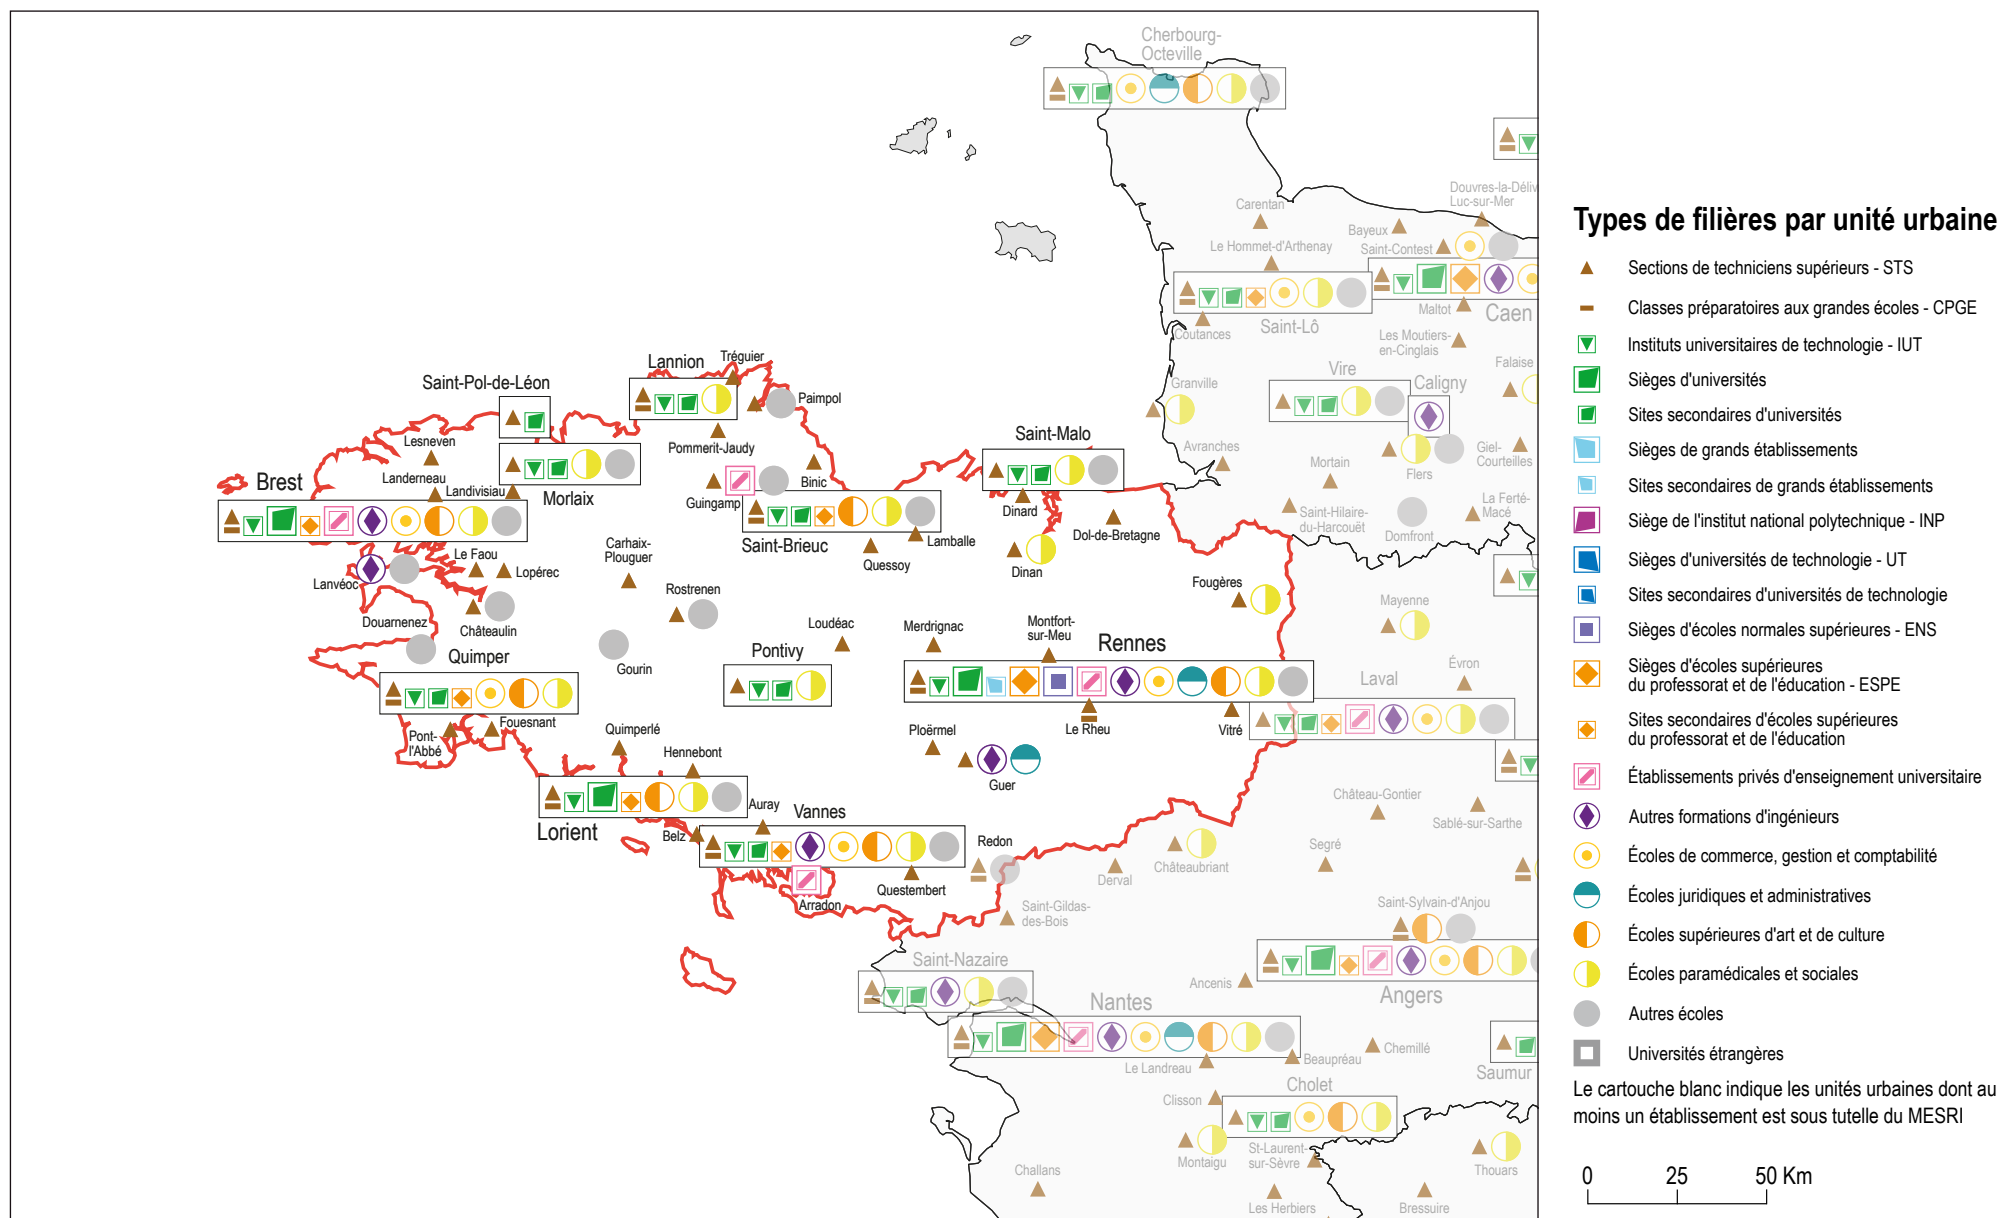 Cherbourg-
Octeville
Douvres-la-Déliv
Luc-sur-Mer
Carentan
Bayeux
Le Hommet-d'Arthenay
Saint-Contest
Maltot
Caen
Saint-Lô
Coutances
Les Moutiers-
en-Cinglais
Falaise
Vire
Caligny
Granville
Avranches
Mortain
Flers
Giel-
Courteilles
Saint-Hilaire-
du-Harcouët
Domfront
La Ferté-
Macé
Lannion
Tréguier
Saint-Pol-de-Léon
Paimpol
Lesneven
Pommerit-Jaudy
Saint-Malo
Landerneau
Landivisiau
Morlaix
Guingamp
Binic
Brest
Dinard
Saint-Brieuc
Lamballe
Dol-de-Bretagne
Quessoy
Dinan
Le Faou
Lopérec
Carhaix-
Plouguer
Lanvéoc
Rostrenen
Fougères
Mayenne
Douarnenez
Châteaulin
Loudéac
Merdrignac
Montfort-
sur-Meu
Rennes
Gourin
Pontivy
Quimper
Évron
Laval
Fouesnant
Pont-
l'Abbé
Quimperlé
Hennebont
Ploërmel
Le Rheu
Vitré
Guer
Château-Gontier
Sablé-sur-Sarthe
Auray
Vannes
Lorient
Belz
Redon
Segré
Châteaubriant
Derval
Questembert
Arradon
Saint-Gildas-
des-Bois
Saint-Sylvain-d'Anjou
Saint-Nazaire
Ancenis
Angers
Nantes
Le Landreau
Beaupréau
Chemillé
Saumur
Cholet
Clisson
Montaigu
St-Laurent-
sur-Sèvre
Thouars
Challans
Les Herbiers
Bressuire
Types de filières par unité urbaine
Sections de techniciens supérieurs - STS
Classes préparatoires aux grandes écoles - CPGE
Instituts universitaires de technologie - IUT
Sièges d'universités
Sites secondaires d'universités
Sièges de grands établissements
Sites secondaires de grands établissements
Siège de l'institut national polytechnique - INP
Sièges d'universités de technologie - UT
Sites secondaires d'universités de technologie
Sièges d'écoles normales supérieures - ENS
Sièges d'écoles supérieures
du professorat et de l'éducation - ESPE
Sites secondaires d'écoles supérieures
du professorat et de l'éducation
Établissements privés d'enseignement universitaire
Autres formations d'ingénieurs
Écoles de commerce, gestion et comptabilité
Écoles juridiques et administratives
Écoles supérieures d'art et de culture
Écoles paramédicales et sociales
Autres écoles
Universités étrangères
Le cartouche blanc indique les unités urbaines dont au
moins un établissement est sous tutelle du MESRI
0 25 50 Km